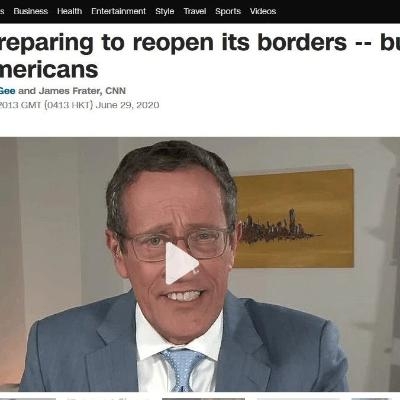 s Business Health Entertainment Style Travel Sports Videos
reparing to reopen its borders -- bu
mericans
Gee and James Frater, CNN
2013 GMT (0413 HKT) June 29, 2020